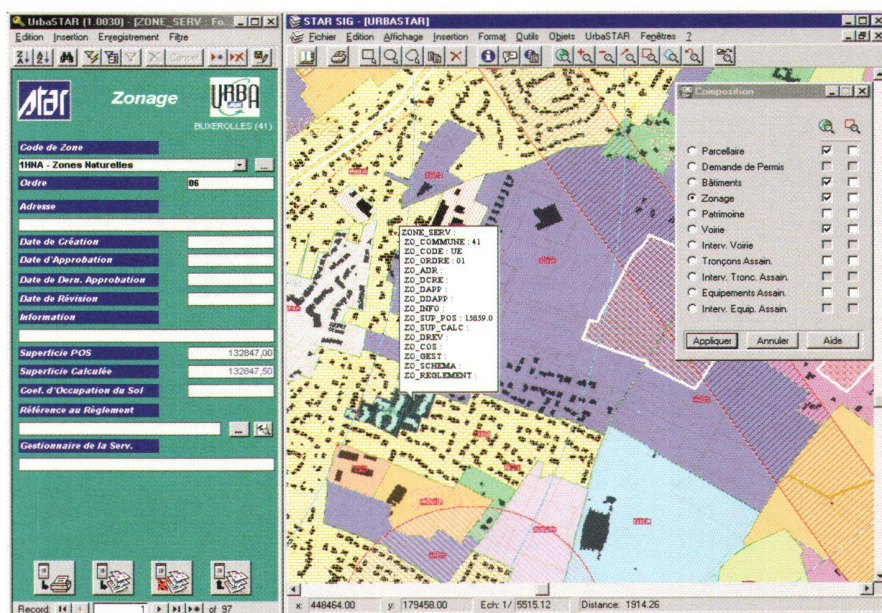 UrbaSTAR (1.0030) - [ZONE_SERV : Fo...
Edition Insertion Enregistrement Filtre
Cancel
STAR
Zonage
URBA
BUXEROLLES (41)
Code de Zone
1HNA - Zones Naturelles
...
Ordre
06
Adresse
Date de Création
Date d'Approbation
Date de Dern. Approbation
Date de Révision
Information
Superficie POS
132847,00
Superficie Calculée
132847,50
Coef. d'Occupation du Sol
Référence au Règlement
...
Gestionnaire de la Serv.
Record: 1 of 97
STAR SIG - [URBASTAR]
Fichier Edition Affichage Insertion Format Outils Objets UrbaSTAR Fenêtres ?
ZONE_SERV :
ZO_COMMUNE : 41
ZO_CODE : UE
ZO_ORDRE : 01
ZO_ADR :
ZO_DCRE :
ZO_DAPP :
ZO_DDAPP :
ZO_INFO :
ZO_SUP_POS : 15859.0
ZO_SUP_CALC :
ZO_DREV :
ZO_COS :
ZO_GEST :
ZO_SCHEMA :
ZO_REGLEMENT :
Composition
Parcellaire
Demande de Permis
Bâtiments
Zonage
Patrimoine
Voirie
Interv. Voirie
Tronçons Assain.
Interv. Tronc. Assain.
Equipements Assain.
Interv. Equip. Assain.
Appliquer Annuler Aide
x: 448464.00 y: 179458.00 Ech: 1/ 5515.12 Distance: 1914.26